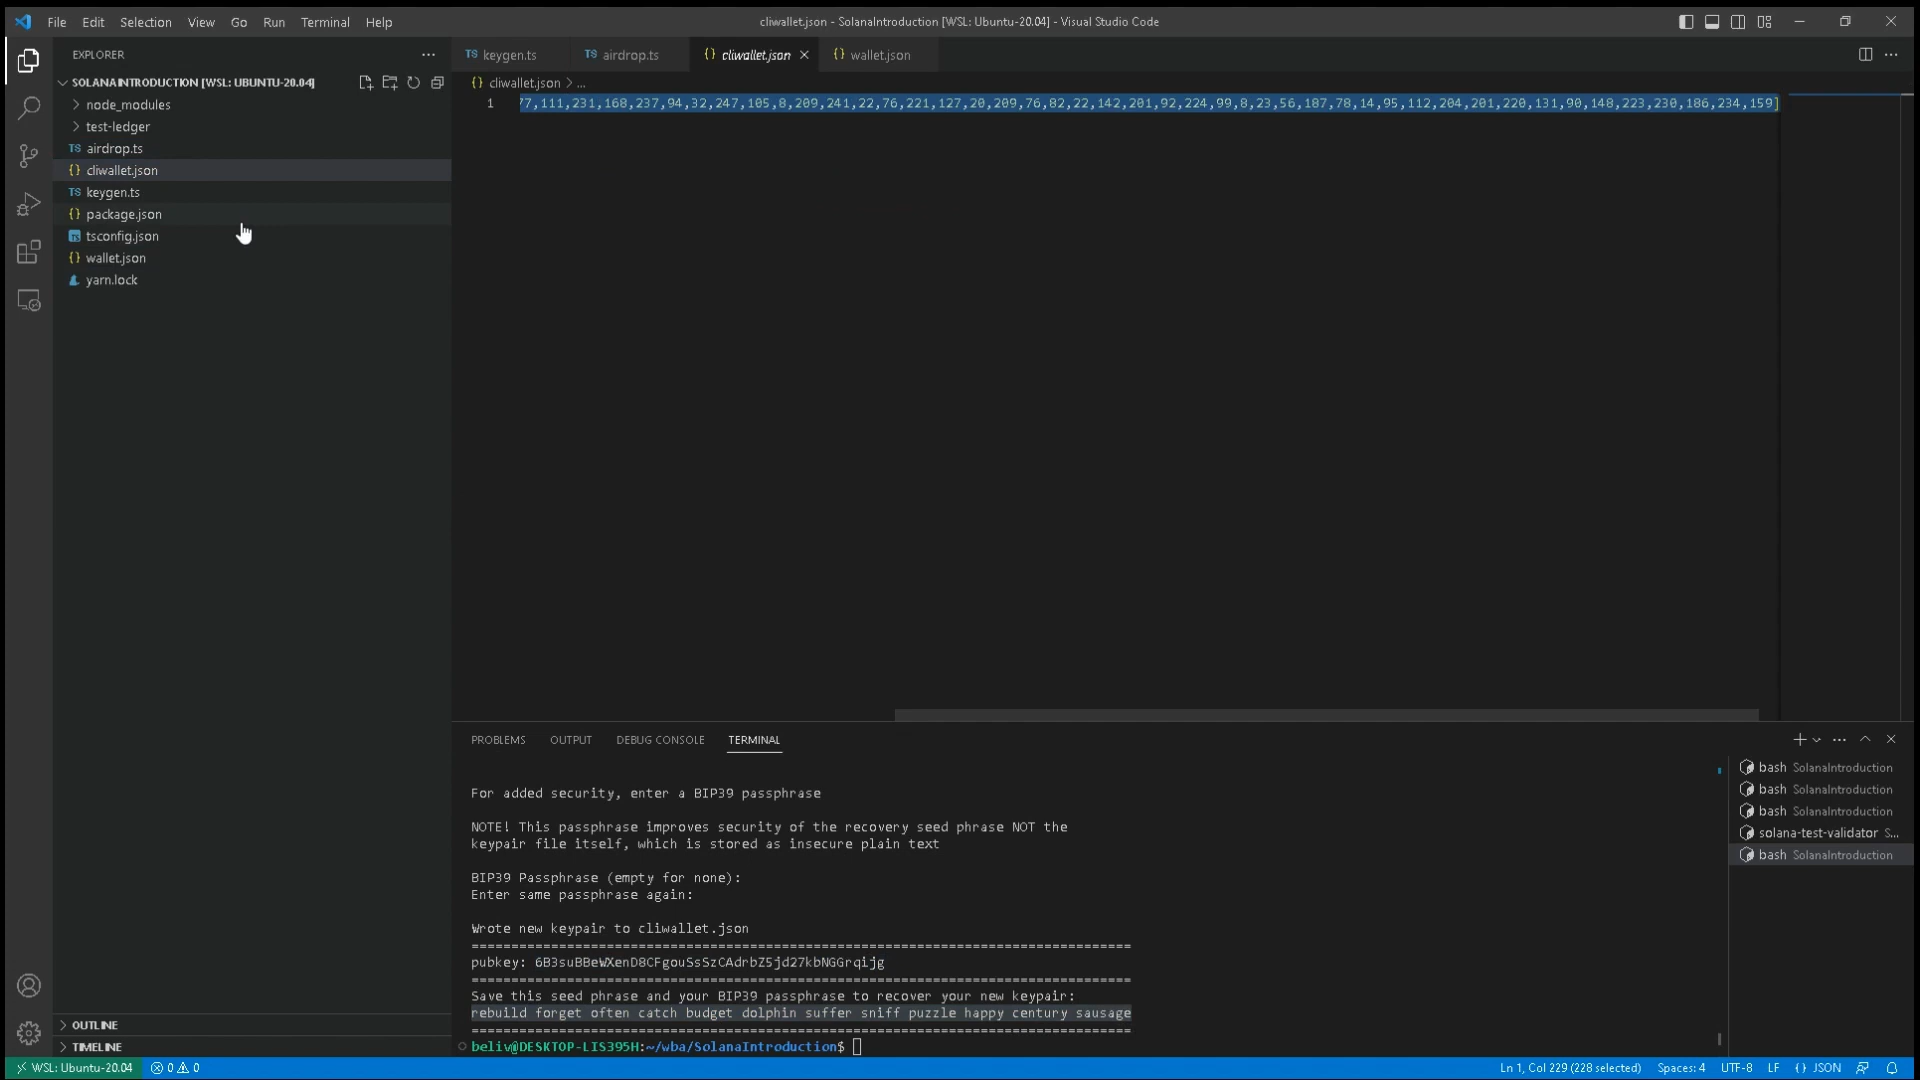 File Edit Selection View Go Run Terminal Help
cliwallet.json - SolanaIntroduction [WSL: Ubuntu-20.04] - Visual Studio Code
EXPLORER
SOLANAINTRODUCTION [WSL: UBUNTU-20.04]
node_modules
test-ledger
TS airdrop.ts
{} cliwallet.json
TS keygen.ts
{} package.json
tsconfig.json
{} wallet.json
yarn.lock
OUTLINE
TIMELINE
TS keygen.ts TS airdrop.ts {} cliwallet.json {} wallet.json
{} cliwallet.json > ...
1 77,111,231,168,237,94,32,247,105,8,209,241,22,76,221,127,20,209,76,82,22,142,201,92,224,99,8,23,56,187,78,14,95,112,204,201,220,131,90,148,223,230,186,234,159]
PROBLEMS OUTPUT DEBUG CONSOLE TERMINAL
For added security, enter a BIP39 passphrase
NOTE! This passphrase improves security of the recovery seed phrase NOT the
keypair file itself, which is stored as insecure plain text
BIP39 Passphrase (empty for none):
Enter same passphrase again:
Wrote new keypair to cliwallet.json
===================================================================================
pubkey: 6B3suBBeWXenD8CFgouSsSzCAdrbZ5jd27kbNGGrqijg
===================================================================================
Save this seed phrase and your BIP39 passphrase to recover your new keypair:
rebuild forget often catch budget dolphin suffer sniff puzzle happy century sausage
===================================================================================
beliv@DESKTOP-LIS395H:~/wba/SolanaIntroduction$
bash SolanaIntroduction
bash SolanaIntroduction
bash SolanaIntroduction
solana-test-validator S...
bash SolanaIntroduction
WSL: Ubuntu-20.04 0 0
Ln 1, Col 229 (228 selected) Spaces: 4 UTF-8 LF {} JSON